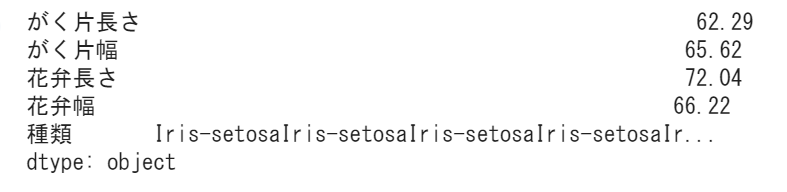 がく片長さ 62.29
がく片幅 65.62
花弁長さ 72.04
花弁幅 66.22
種類 Iris-setosaIris-setosaIris-setosaIris-setosaIr...
dtype: object